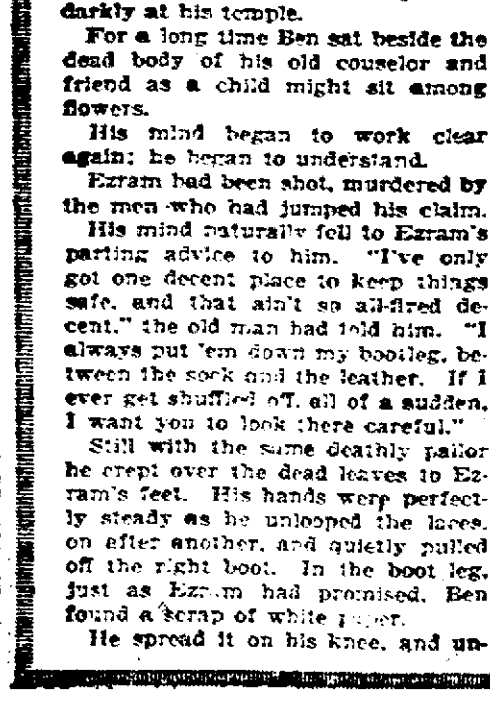 darkly at his temple.
For a long time Ben sat beside the
dead body of his old couselor and
friend as a child might sit among
flowers.
His mind began to work clear
again; he began to understand.
Ezram had been shot, murdered by
the men who had jumped his claim.
His mind naturally fell to Ezram's
parting advice to him. "I've only
got one decent place to keep things
safe, and that ain't so all-fired de-
cent," the old man had told him. "I
always put 'em down my bootleg, be-
tween the sock and the leather. If I
ever get shuffled off, all of a sudden,
I want you to look there careful."
Still with the same deathly pallor
he crept over the dead leaves to Ez-
ram's feet. His hands were perfect-
ly steady as he unlooped the laces,
on after another, and quietly pulled
off the right boot. In the boot leg,
just as Ezram had promised, Ben
found a scrap of white paper.
He spread it on his knee, and un-